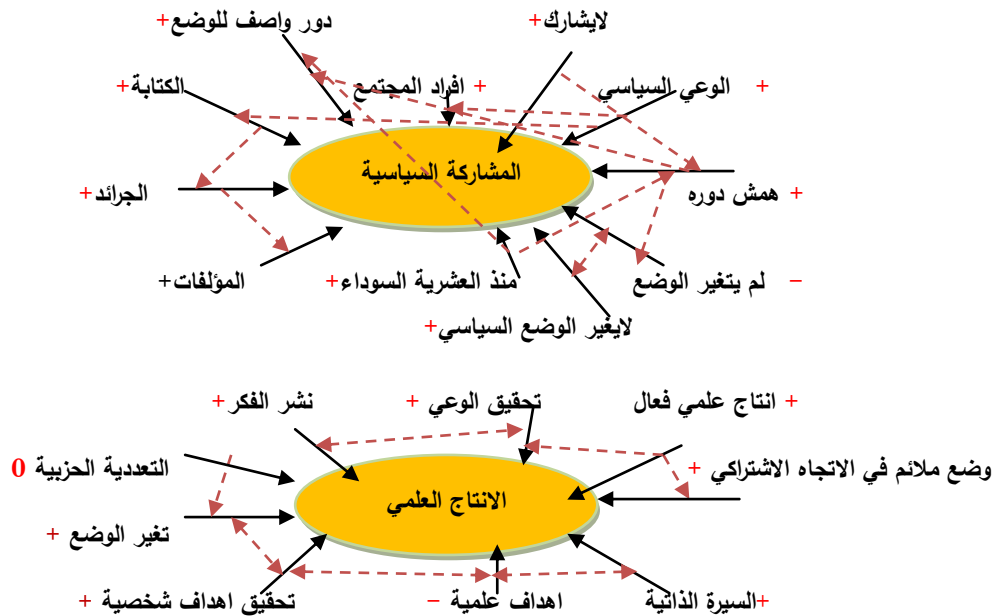 لايشارك+
دور واصف للوضع+
+ الوعي السياسي
+ افراد المجتمع
الكتابة+
المشاركة السياسية
+ همش دوره
الجرائد+
– لم يتغير الوضع
منذ العشرية السوداء+
المؤلفات+
لايغير الوضع السياسي+
+ انتاج علمي فعال
تحقيق الوعي +
نشر الفكر +
وضع ملائم في الاتجاه الاشتراكي +
التعددية الحزبية 0
الانتاج العلمي
تغير الوضع +
السيرة الذاتية+
اهداف علمية –
تحقيق اهداف شخصية +